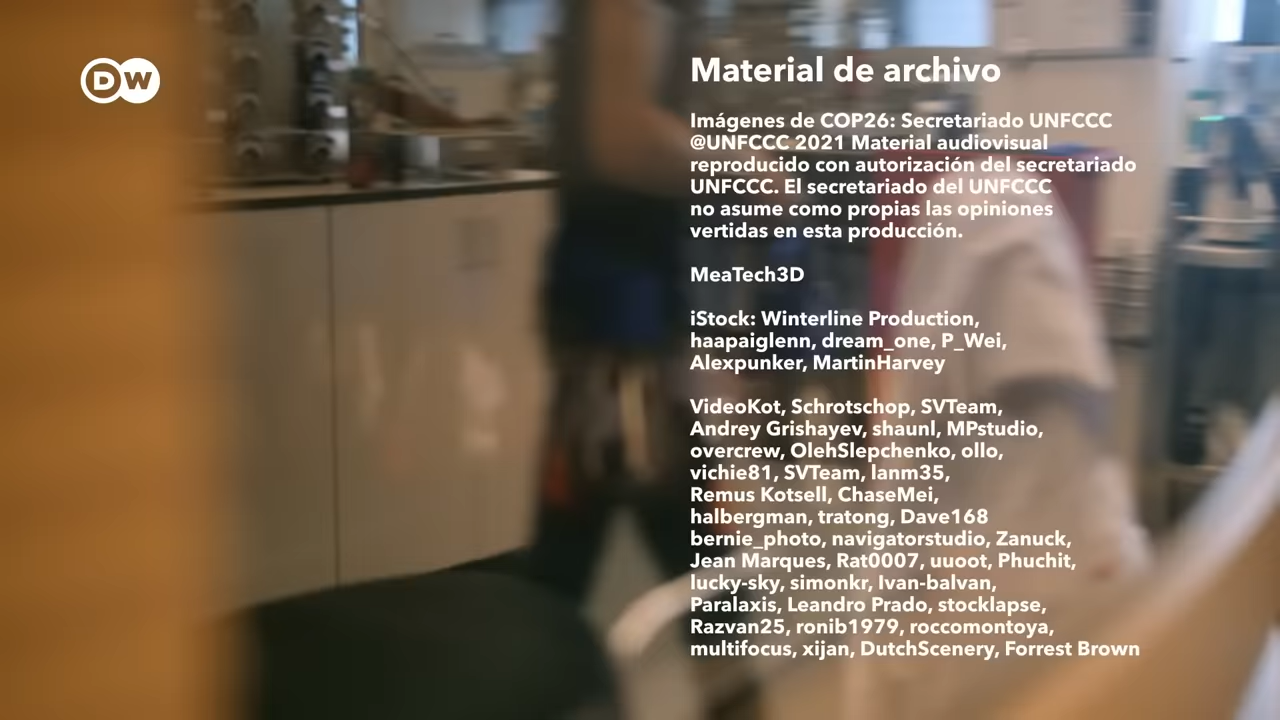 DW
Material de archivo
Imágenes de COP26: Secretariado UNFCCC
@UNFCCC 2021 Material audiovisual
reproducido con autorización del secretariado
UNFCCC. El secretariado del UNFCCC
no asume como propias las opiniones
vertidas en esta producción.
MeaTech3D
iStock: Winterline Production,
haapaiglenn, dream_one, P_Wei,
Alexpunker, MartinHarvey
VideoKot, Schrotschop, SVTeam,
Andrey Grishayev, shaunl, MPstudio,
overcrew, OlehSlepchenko, ollo,
vichie81, SVTeam, lanm35,
Remus Kotsell, ChaseMei,
halbergman, tratong, Dave168
bernie_photo, navigatorstudio, Zanuck,
Jean Marques, Rat0007, uuoot, Phuchit,
lucky-sky, simonkr, Ivan-balvan,
Paralaxis, Leandro Prado, stocklapse,
Razvan25, ronib1979, roccomontoya,
multifocus, xijan, DutchScenery, Forrest Brown